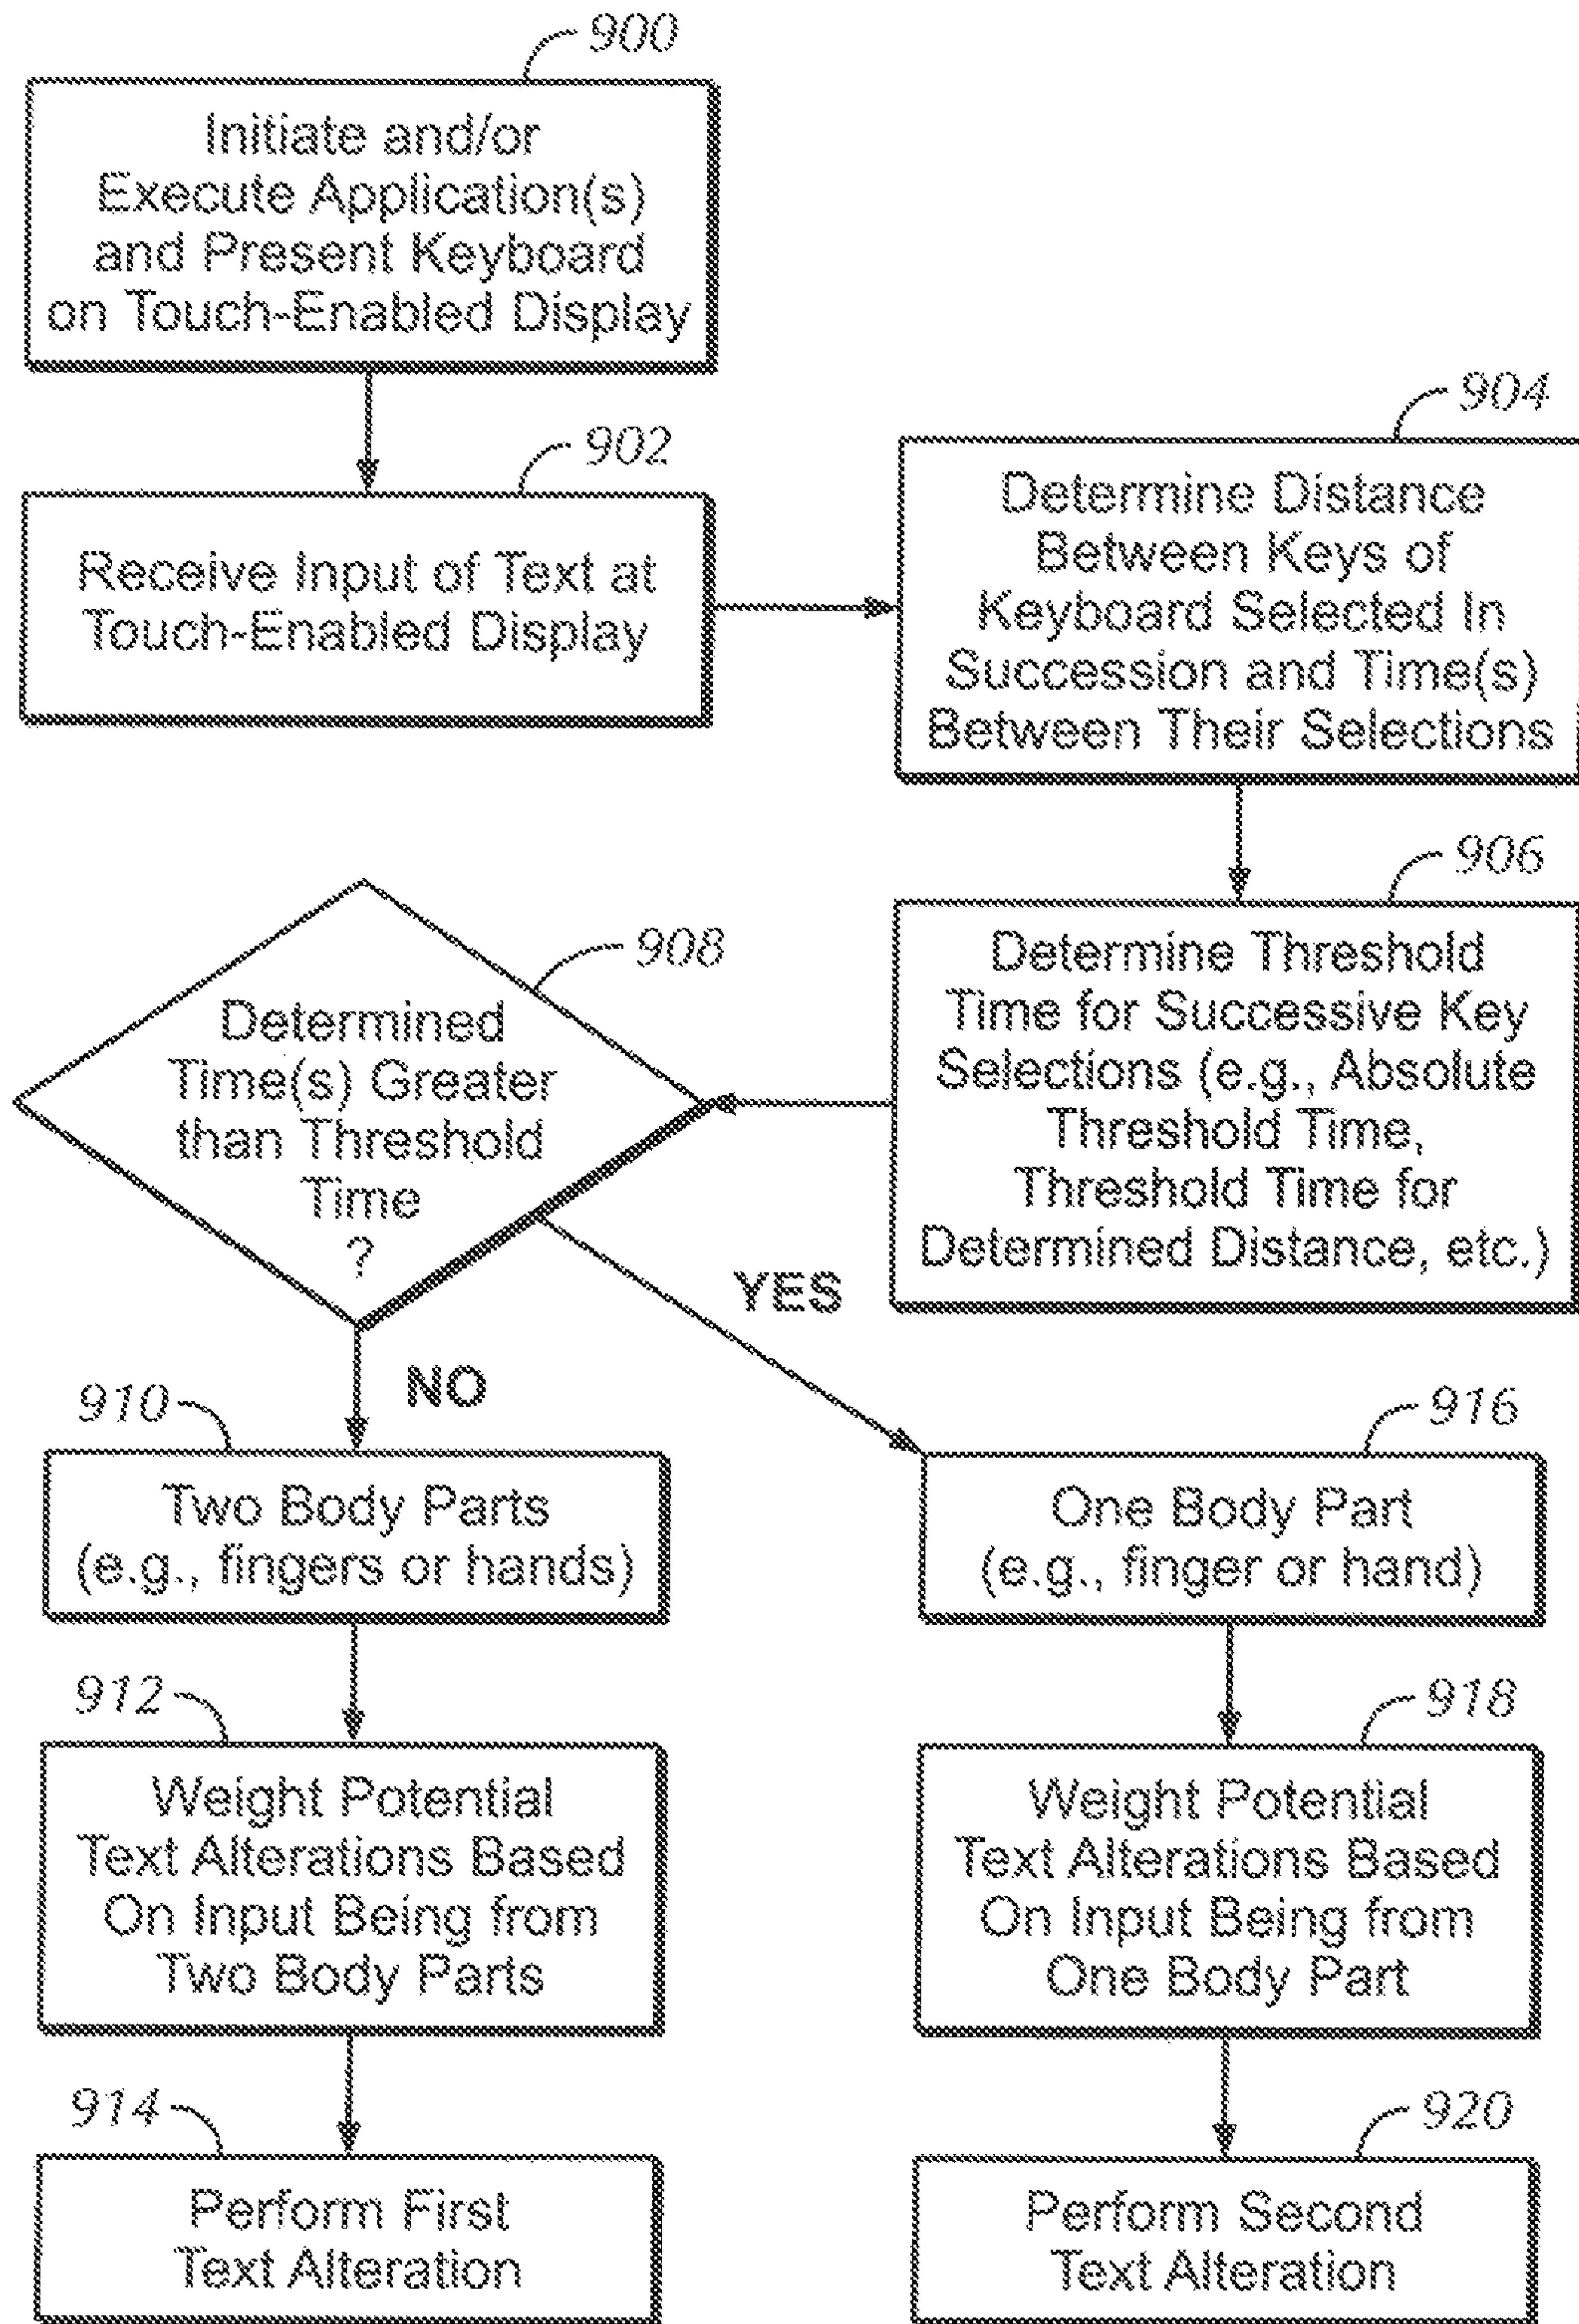 900
Initiate and/or
Execute Application(s)
and Present Keyboard
on Touch-Enabled Display
902
Receive Input of Text at
Touch-Enabled Display
904
Determine Distance
Between Keys of
Keyboard Selected In
Succession and Time(s)
Between Their Selections
906
Determine Threshold
Time for Successive Key
Selections (e.g., Absolute
Threshold Time,
Threshold Time for
Determined Distance, etc.)
908
Determined
Time(s) Greater
than Threshold
Time
?
NO
YES
910
Two Body Parts
(e.g., fingers or hands)
912
Weight Potential
Text Alterations Based
On Input Being from
Two Body Parts
914
Perform First
Text Alteration
916
One Body Part
(e.g., finger or hand)
918
Weight Potential
Text Alterations Based
On Input Being from
One Body Part
920
Perform Second
Text Alteration